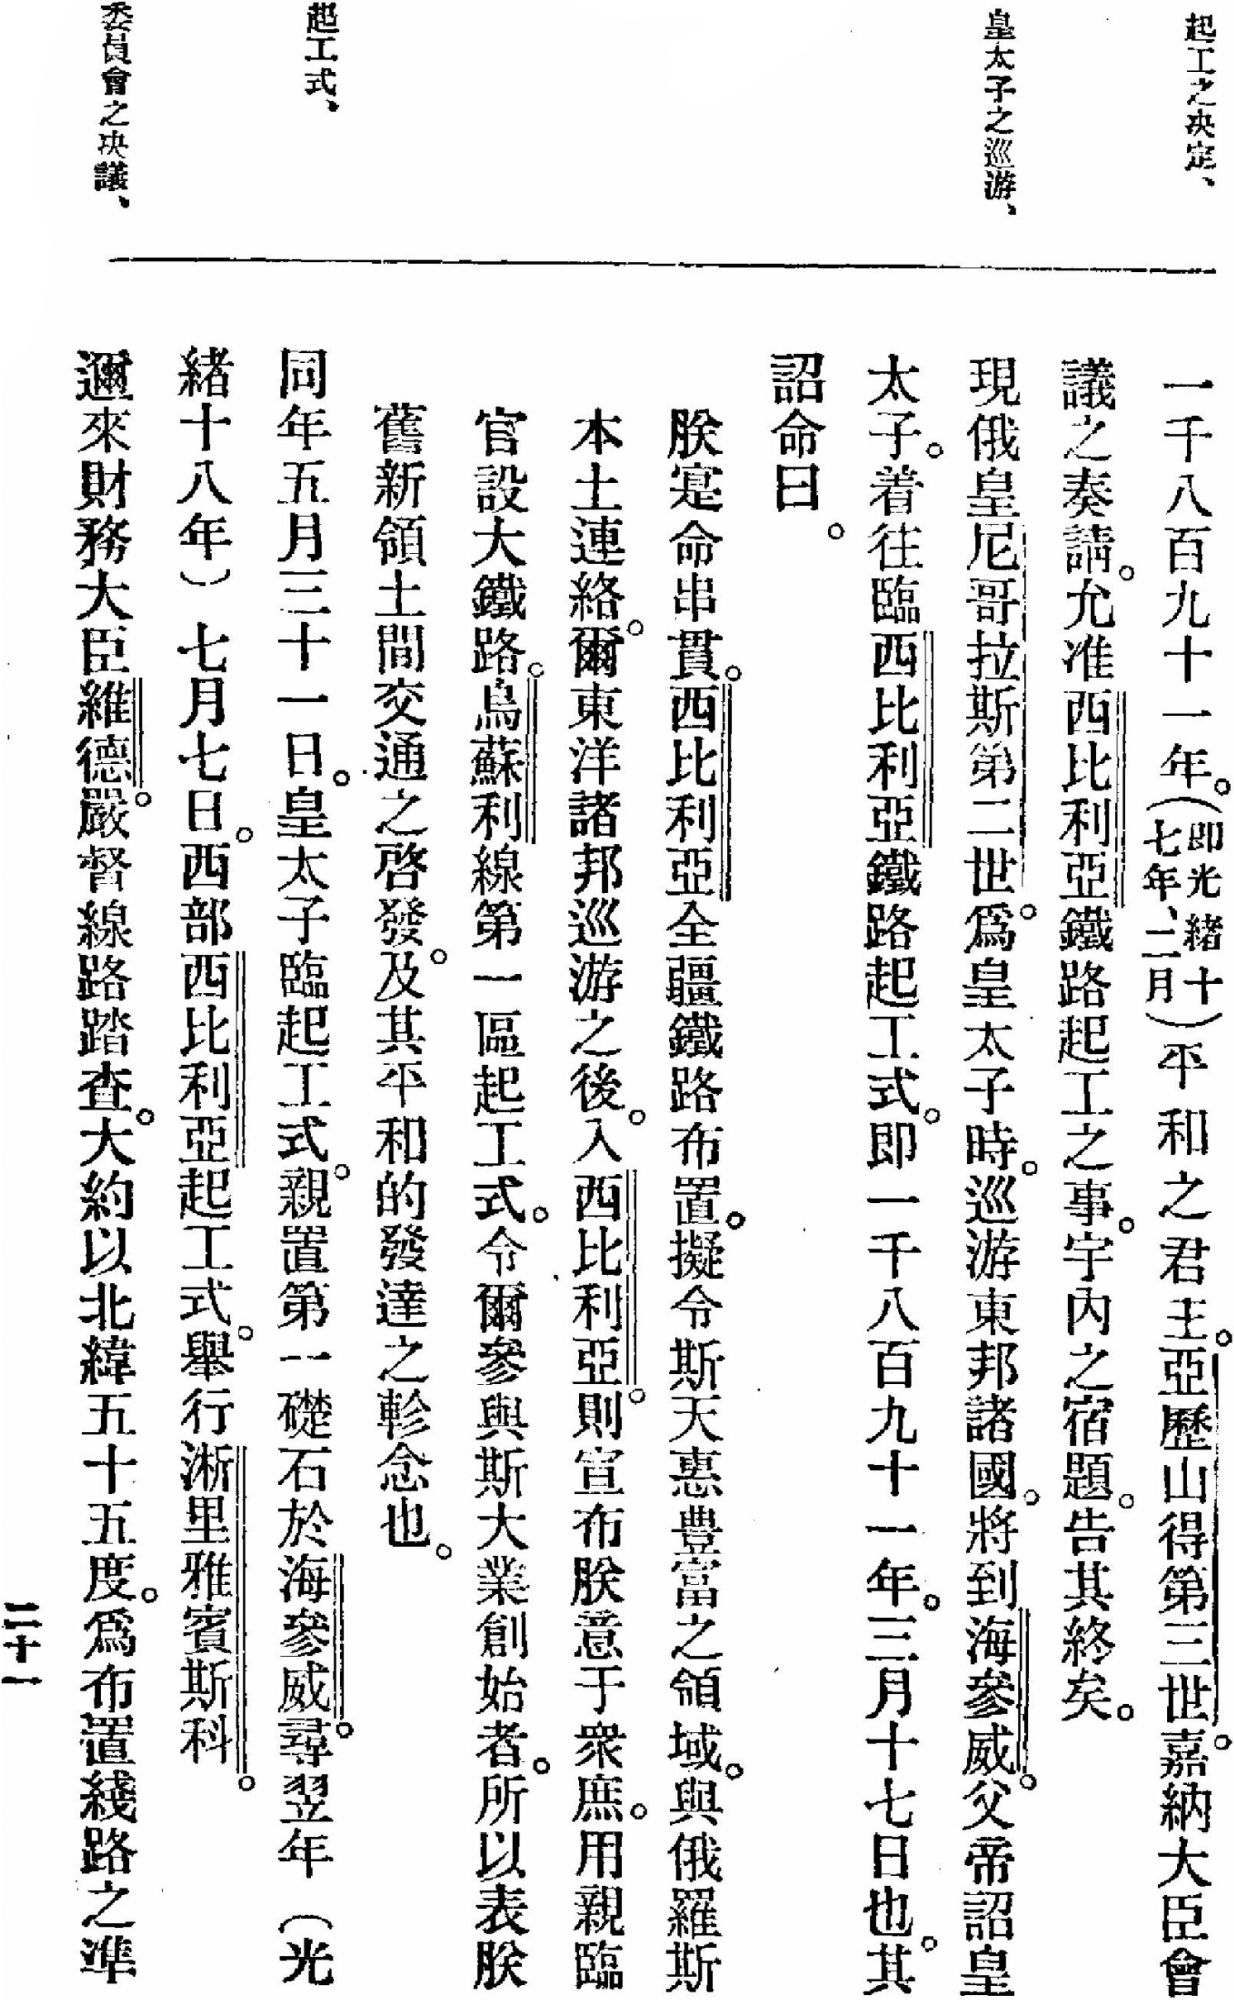 起工之決定、
皇太子之巡游、
起工式、
委員會之決議、
一千八百九十一年。(即光緒十七年、二月)平和之君主。亞歷山得第三世。嘉納大臣會
議之奏請。允准西比利亞鐵路起工之事。宇內之宿題。告其終矣。
現俄皇尼哥拉斯第二世。爲皇太子時。巡游東邦諸國。將到海參威。父帝詔皇
太子。着往臨西比利亞鐵路起工式。即一千八百九十一年。三月十七日也。其
詔命曰。
朕寔命串貫。西比利亞全疆鐵路布置。擬令斯天惠豊富之領域。與俄羅斯
本土連絡。爾東洋諸邦巡游之後。入西比利亞。則宣布朕意于衆庶。用親臨
官設大鐵路。烏蘇利線第一區起工式。令爾參與斯大業創始者。所以表朕
舊新領土間交通之啓發。及其平和的發達之軫念也。
同年五月三十一日。皇太子臨起工式。親置第一礎石於海參威。尋翌年(光
緒十八年)七月七日。西部西比利亞起工式。舉行淅里雅賓斯科。
邇來財務大臣維德。嚴督線路踏查。大約以北緯五十五度。爲布置綫路之準
二十一